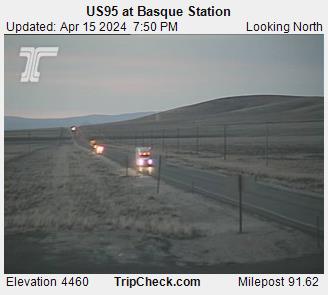 US95 at Basque Station
Updated: Apr 15 2024 7:50 PM Looking North
Elevation 4460 TripCheck.com Milepost 91.62